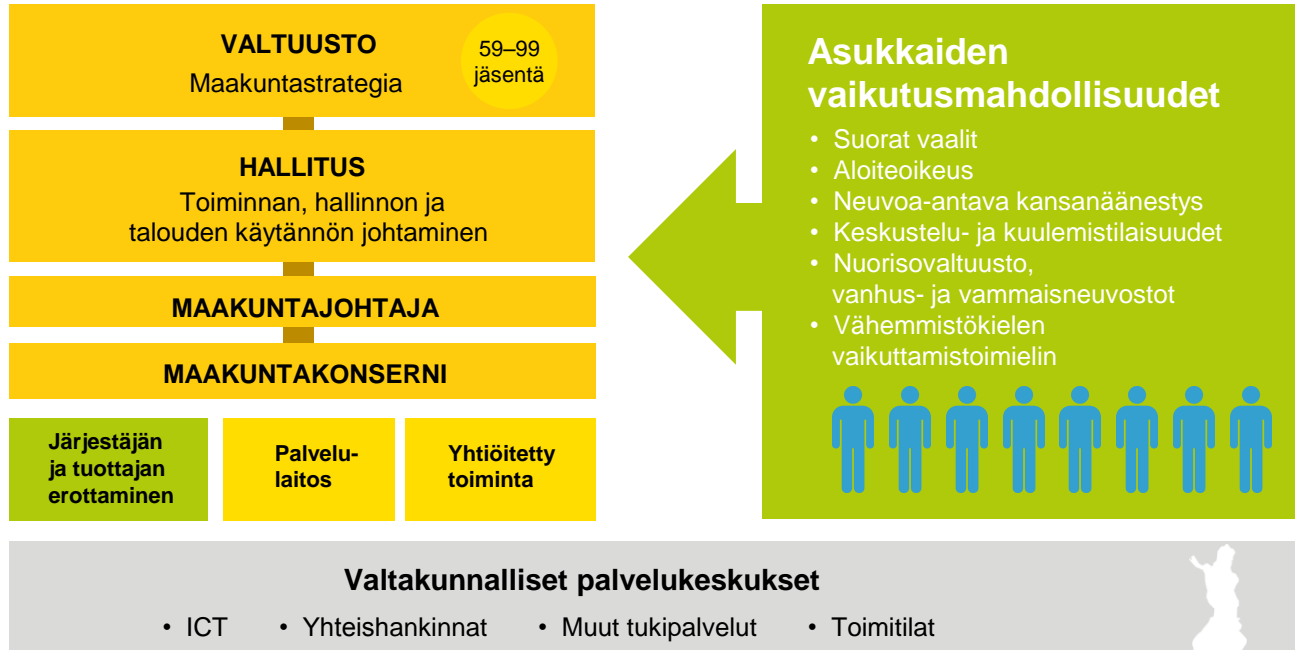 VALTUUSTO
Maakuntastrategia
59–99
jäsentä
HALLITUS
Toiminnan, hallinnon ja
talouden käytännön johtaminen
MAAKUNTAJOHTAJA
MAAKUNTAKONSERNI
Järjestäjän
ja tuottajan
erottaminen
Palvelu-
laitos
Yhtiöitetty
toiminta
Asukkaiden
vaikutusmahdollisuudet
• Suorat vaalit
• Aloiteoikeus
• Neuvoa-antava kansanäänestys
• Keskustelu- ja kuulemistilaisuudet
• Nuorisovaltuusto,
vanhus- ja vammaisneuvostot
• Vähemmistökielen
vaikuttamistoimielin
Valtakunnalliset palvelukeskukset
• ICT • Yhteishankinnat • Muut tukipalvelut • Toimitilat